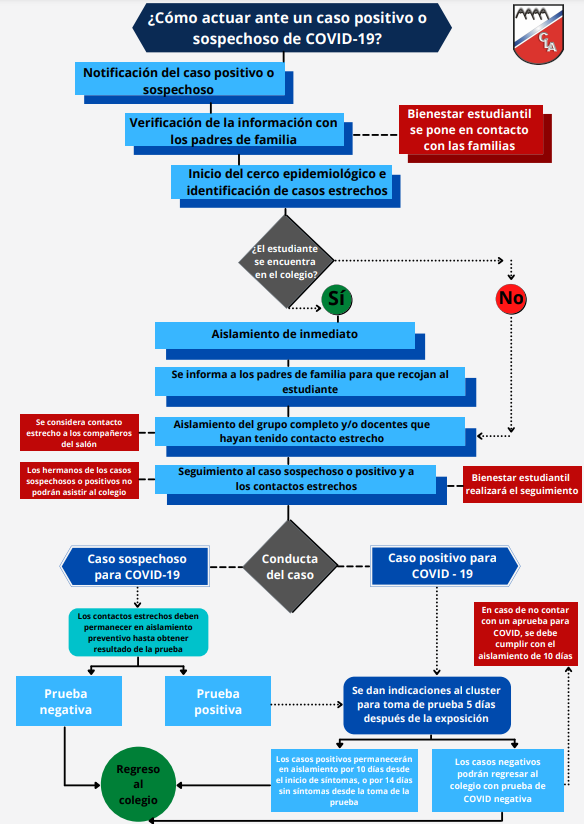 ¿Cómo actuar ante un caso positivo o
sospechoso de COVID-19?
CLA
Notificación del caso positivo o
sospechoso
Verificación de la información con
los padres de familia
Bienestar estudiantil
se pone en contacto
con las familias
Inicio del cerco epidemiológico e
identificación de casos estrechos
¿El estudiante
se encuentra
en el colegio?
Sí
No
Aislamiento de inmediato
Se informa a los padres de familia para que recojan al
estudiante
Se considera contacto
estrecho a los compañeros
del salón
Aislamiento del grupo completo y/o docentes que
hayan tenido contacto estrecho
Los hermanos de los casos
sospechosos o positivos no
podrán asistir al colegio
Seguimiento al caso sospechoso o positivo y a
los contactos estrechos
Bienestar estudiantil
realizará el seguimiento
Caso sospechoso
para COVID-19
Conducta
del caso
Caso positivo para
COVID - 19
Los contactos estrechos deben
permanecer en aislamiento
preventivo hasta obtener
resultado de la prueba
En caso de no contar
con un aprueba para
COVID, se debe
cumplir con el
aislamiento de 10 días
Prueba
negativa
Prueba
positiva
Se dan indicaciones al cluster
para toma de prueba 5 días
después de la exposición
Regreso
al
colegio
Los casos positivos permanecerán
en aislamiento por 10 días desde
el inicio de síntomas, o por 14 días
sin síntomas desde la toma de la
prueba
Los casos negativos
podrán regresar al
colegio con prueba de
COVID negativa